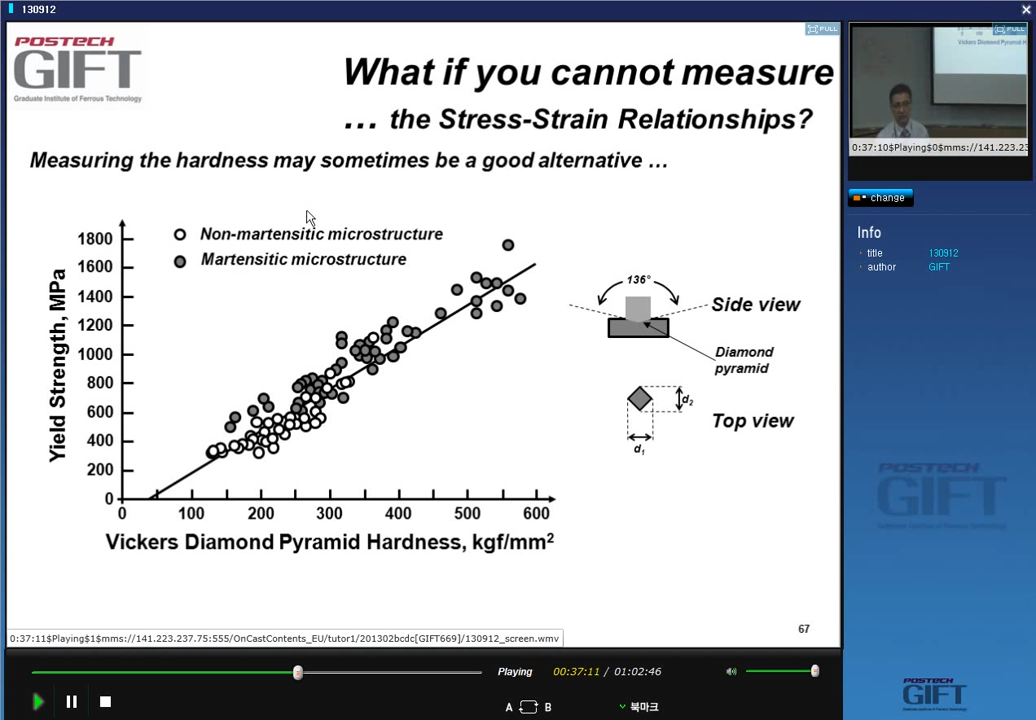 130912
POSTECH
GIFT
Graduate Institute of Ferrous Technology
FULL
What if you cannot measure
... the Stress-Strain Relationships?
Measuring the hardness may sometimes be a good alternative ...
Non-martensitic microstructure
Martensitic microstructure
Yield Strength, MPa
1800
1600
1400
1200
1000
800
600
400
200
0
0 100 200 300 400 500 600
Vickers Diamond Pyramid Hardness, kgf/mm²
136°
Side view
Diamond
pyramid
d₂
Top view
d₁
67
0:37:11$Playing$1$mms://141.223.237.75:555/OnCastContents_EU/tutor1/201302bcdc[GIFT669]/130912_screen.wmv
Playing 00:37:11 / 01:02:46
A B 북마크
FULL
Vickers Diamond Pyramid H
0:37:10$Playing$0$mms://141.223.23
change
Info
title 130912
author GIFT
POSTECH
GIFT
POSTECH
GIFT